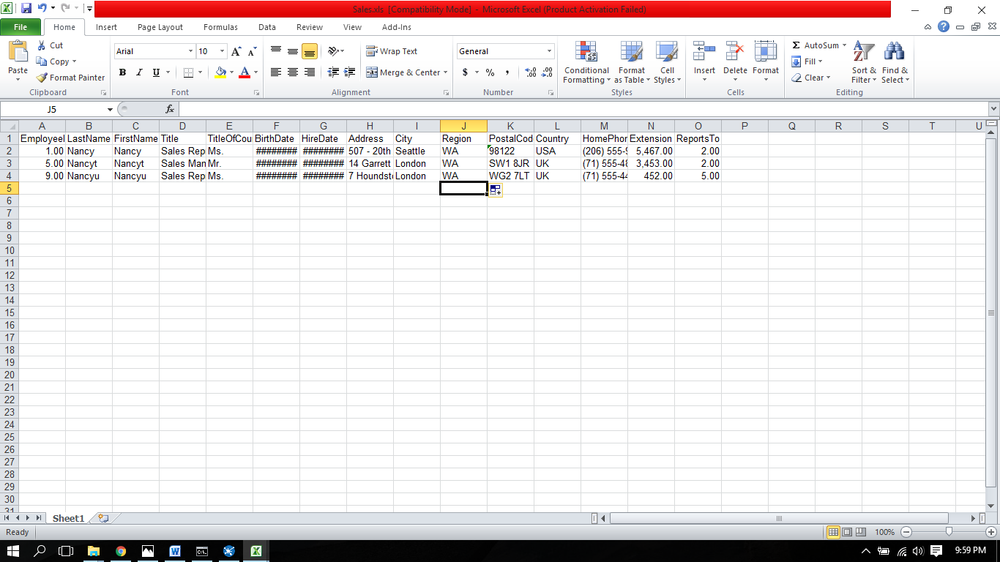 Sales.xls [Compatibility Mode] - Microsoft Excel (Product Activation Failed)
File Home Insert Page Layout Formulas Data Review View Add-Ins
Cut
Copy
Format Painter
Paste
Clipboard
Arial 10
B I U
Font
Wrap Text
Merge & Center
Alignment
General
$ % ,
Number
Conditional Formatting
Format as Table
Cell Styles
Styles
Insert Delete Format
Cells
AutoSum
Fill
Clear
Sort & Filter
Find & Select
Editing
J5 fx
A B C D E F G H I J K L M N O P Q R S T U
1 EmployeeI LastName FirstName Title TitleOfCour BirthDate HireDate Address City Region PostalCod Country HomePhon Extension ReportsTo
2 1.00 Nancy Nancy Sales Rep Ms. ######## ######## 507 - 20th Seattle WA 98122 USA (206) 555-9 5,467.00 2.00
3 5.00 Nancyt Nancyt Sales Man Mr. ######## ######## 14 Garrett London WA SW1 8JR UK (71) 555-48 3,453.00 2.00
4 9.00 Nancyu Nancyu Sales Rep Ms. ######## ######## 7 Houndsto London WA WG2 7LT UK (71) 555-44 452.00 5.00
5
6
7
8
9
10
11
12
13
14
15
16
17
18
19
20
21
22
23
24
25
26
27
28
29
30
31
Sheet1
Ready 100%
9:59 PM